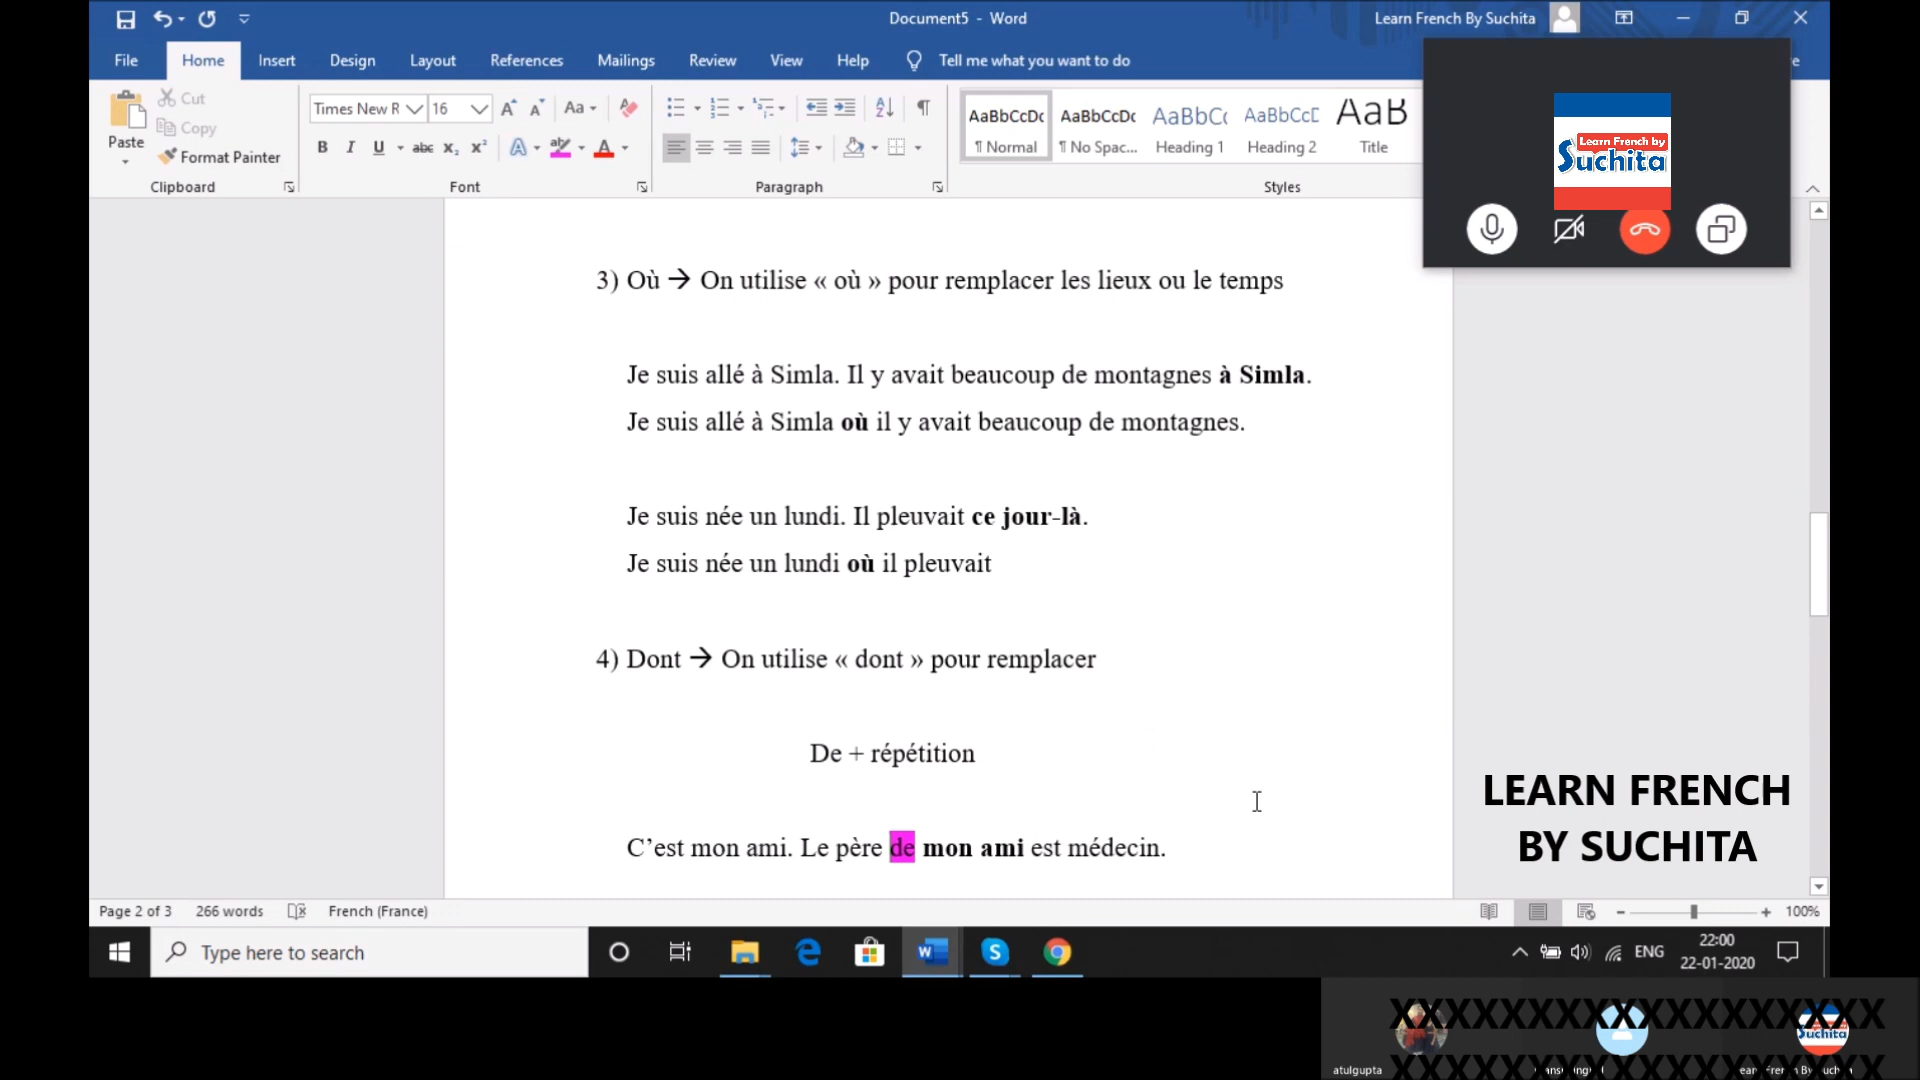 Document5 - Word
Learn French By Suchita
File Home Insert Design Layout References Mailings Review View Help Tell me what you want to do
Paste
Cut
Copy
Format Painter
Clipboard
Times New R 16
Font
Paragraph
AaBbCcDc AaBbCcDc AaBbCc AaBbCcD AaB
¶ Normal ¶ No Spac... Heading 1 Heading 2 Title
Styles
Learn French by
Suchita
3) Où → On utilise « où » pour remplacer les lieux ou le temps
Je suis allé à Simla. Il y avait beaucoup de montagnes à Simla.
Je suis allé à Simla où il y avait beaucoup de montagnes.
Je suis née un lundi. Il pleuvait ce jour-là.
Je suis née un lundi où il pleuvait
4) Dont → On utilise « dont » pour remplacer
De + répétition
C’est mon ami. Le père de mon ami est médecin.
LEARN FRENCH
BY SUCHITA
Page 2 of 3 266 words French (France) 100%
Type here to search
ENG
22:00
22-01-2020
Suchita
atulgupta